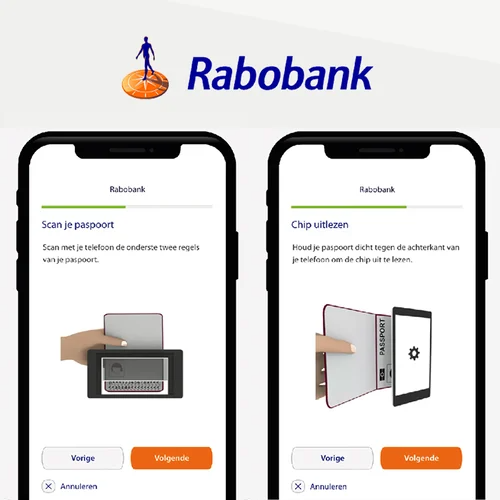 Rabobank
Rabobank
Scan je paspoort
Scan met je telefoon de onderste twee regels
van je paspoort.
Vorige
Volgende
Annuleren
Rabobank
Chip uitlezen
Houd je paspoort dicht tegen de achterkant van
je telefoon om de chip uit te lezen.
PASSPORT
Vorige
Volgende
Annuleren